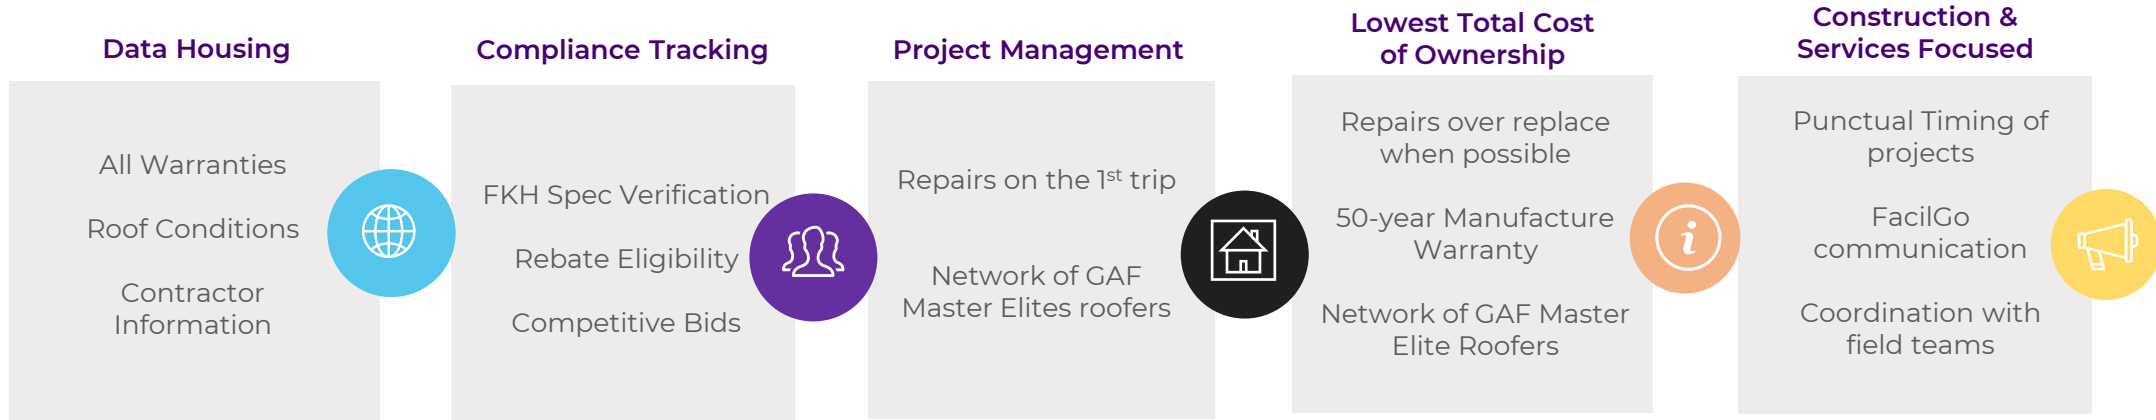 Data Housing
All Warranties
Roof Conditions
Contractor
Information
Compliance Tracking
FKH Spec Verification
Rebate Eligibility
Competitive Bids
Project Management
Repairs on the 1st trip
Network of GAF
Master Elites roofers
Lowest Total Cost
of Ownership
Repairs over replace
when possible
50-year Manufacture
Warranty
Network of GAF Master
Elite Roofers
Construction &
Services Focused
Punctual Timing of
projects
FacilGo
communication
Coordination with
field teams